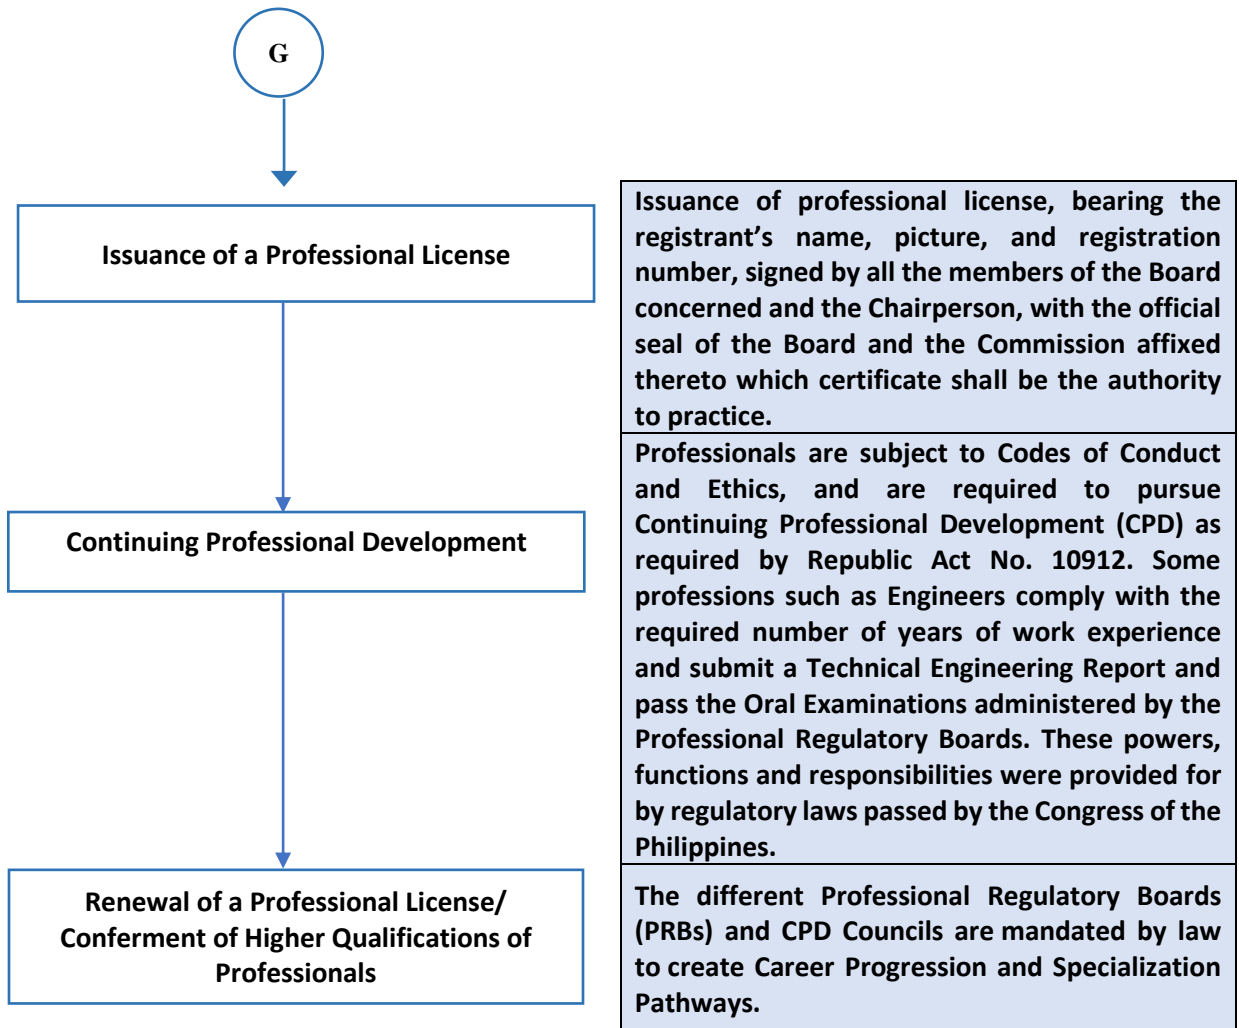 G
Issuance of a Professional License
Issuance of professional license, bearing the
registrant’s name, picture, and registration
number, signed by all the members of the Board
concerned and the Chairperson, with the official
seal of the Board and the Commission affixed
thereto which certificate shall be the authority
to practice.
Continuing Professional Development
Professionals are subject to Codes of Conduct
and Ethics, and are required to pursue
Continuing Professional Development (CPD) as
required by Republic Act No. 10912. Some
professions such as Engineers comply with the
required number of years of work experience
and submit a Technical Engineering Report and
pass the Oral Examinations administered by the
Professional Regulatory Boards. These powers,
functions and responsibilities were provided for
by regulatory laws passed by the Congress of the
Philippines.
Renewal of a Professional License/
Conferment of Higher Qualifications of
Professionals
The different Professional Regulatory Boards
(PRBs) and CPD Councils are mandated by law
to create Career Progression and Specialization
Pathways.